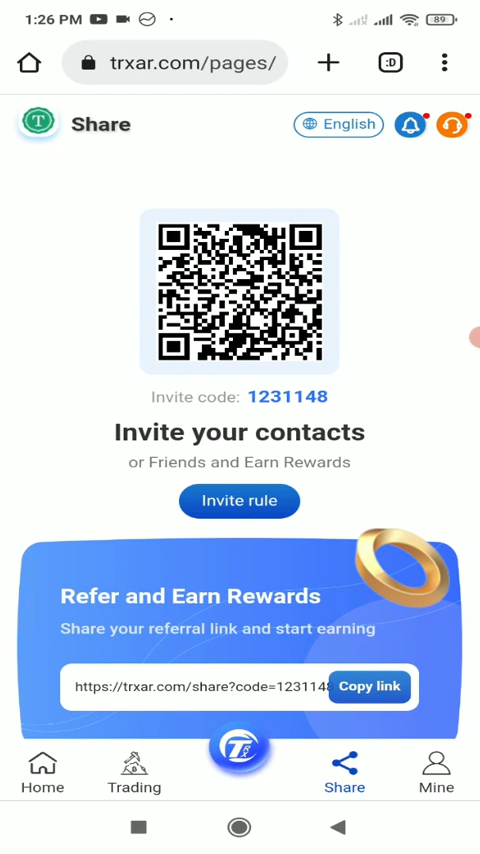 1:26 PM
89
trxar.com/pages/
:D
T
Share
English
Invite code: 1231148
Invite your contacts
or Friends and Earn Rewards
Invite rule
Refer and Earn Rewards
Share your referral link and start earning
https://trxar.com/share?code=1231148
Copy link
Home
Trading
Share
Mine